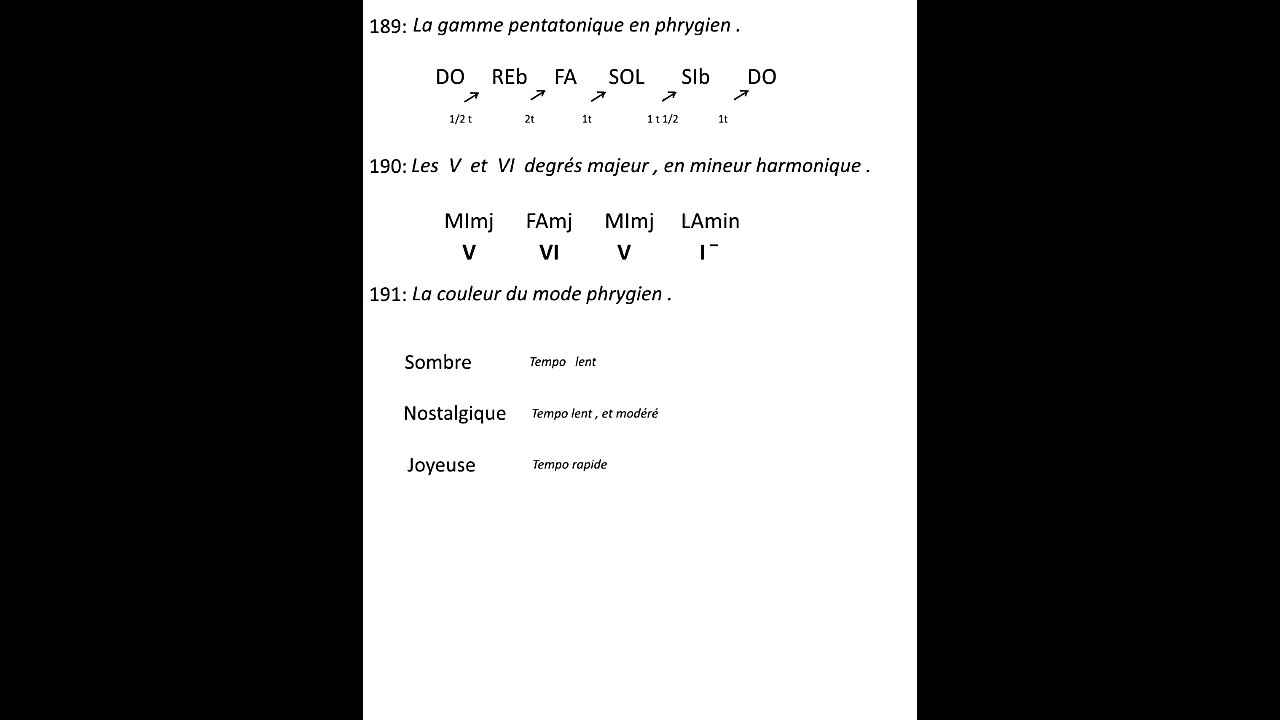 189: La gamme pentatonique en phrygien .
DO REb FA SOL SIb DO
1/2 t 2t 1t 1 t 1/2 1t
190: Les V et VI degrés majeur , en mineur harmonique .
MImj FAmj MImj LAmin
V VI V I⁻
191: La couleur du mode phrygien .
Sombre Tempo lent
Nostalgique Tempo lent , et modéré
Joyeuse Tempo rapide